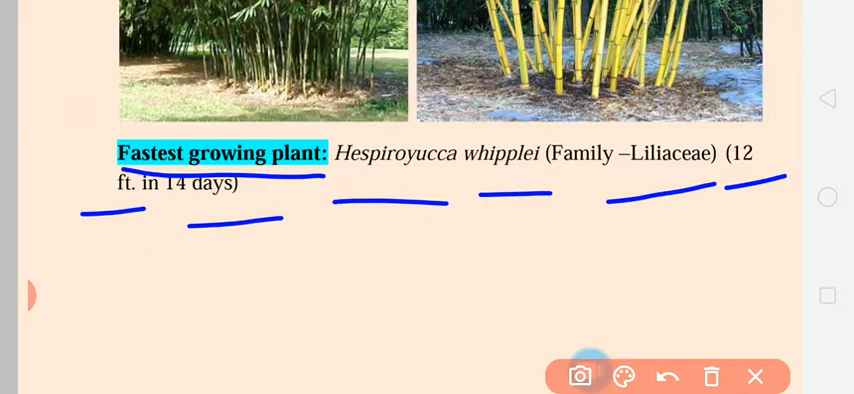 Fastest growing plant: Hespiroyucca whipplei (Family –Liliaceae) (12
ft. in 14 days)